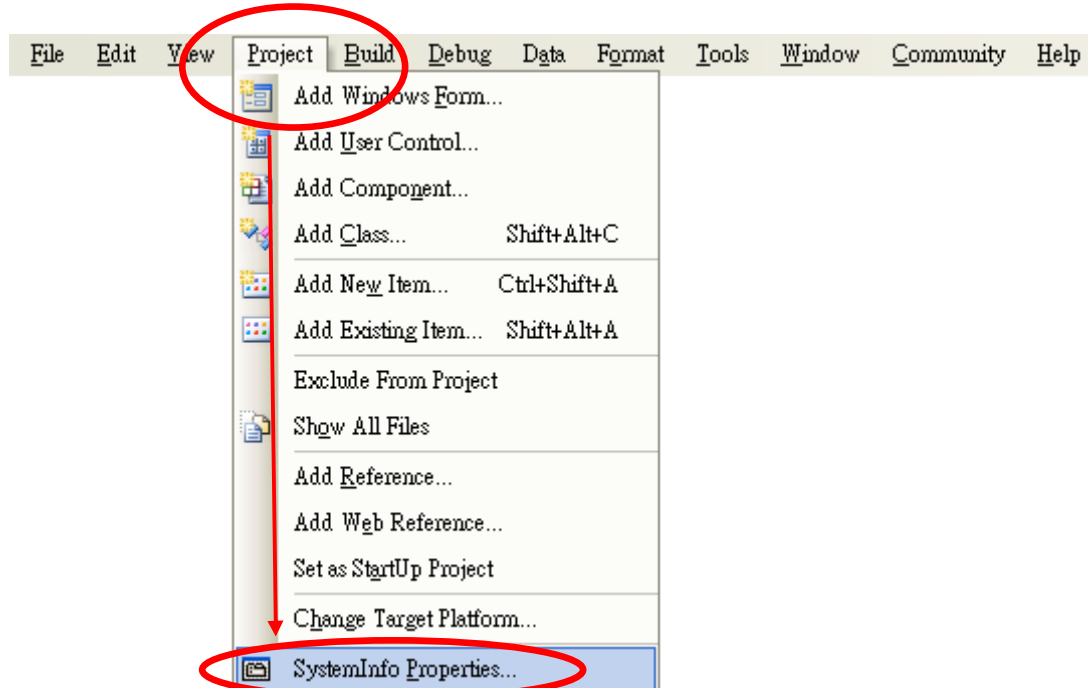 File Edit View Project Build Debug Data Format Tools Window Community Help
Add Windows Form...
Add User Control...
Add Component...
Add Class... Shift+Alt+C
Add New Item... Ctrl+Shift+A
Add Existing Item... Shift+Alt+A
Exclude From Project
Show All Files
Add Reference...
Add Web Reference...
Set as StartUp Project
Change Target Platform...
SystemInfo Properties...